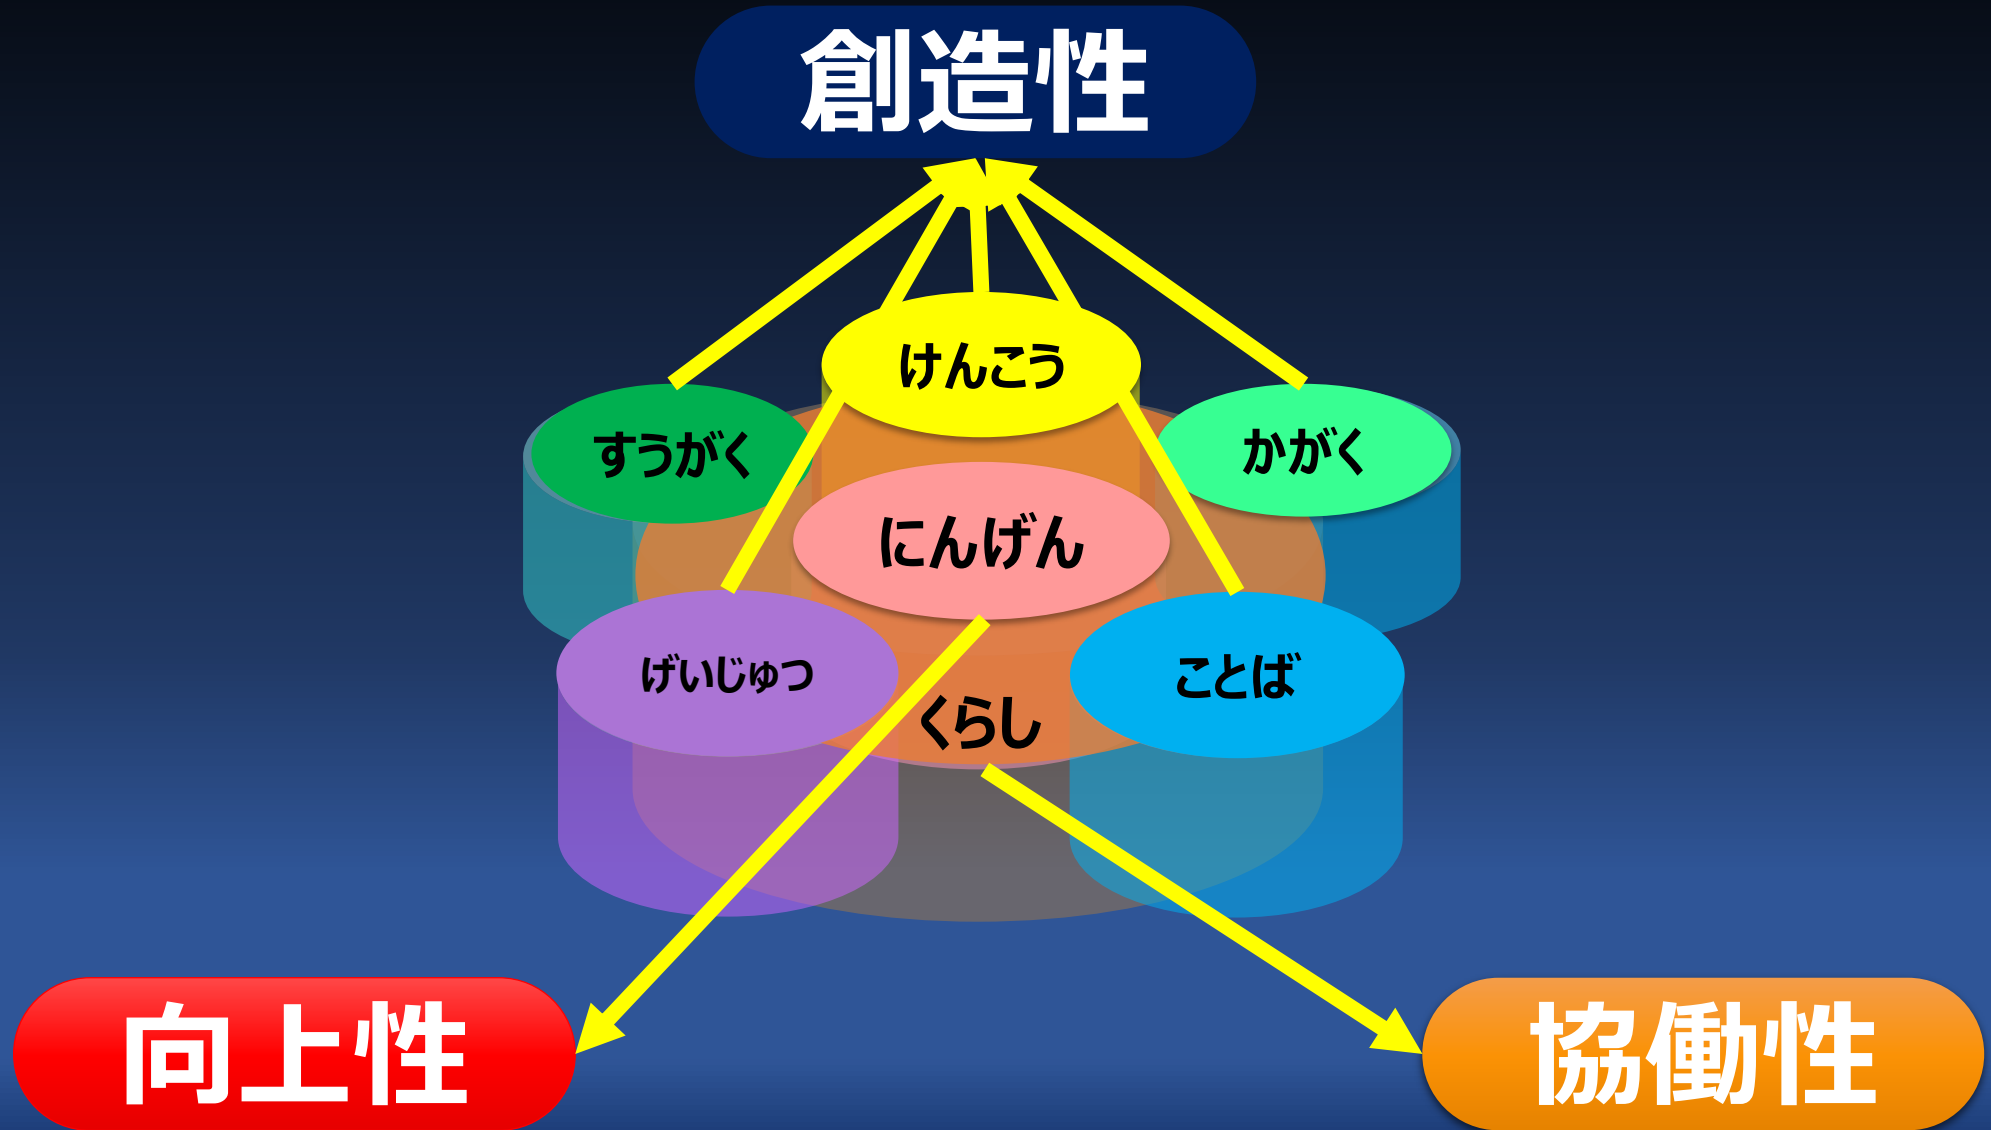 創造性
けんこう
すうがく
かがく
にんげん
げいじゅつ
ことば
くらし
向上性
協働性